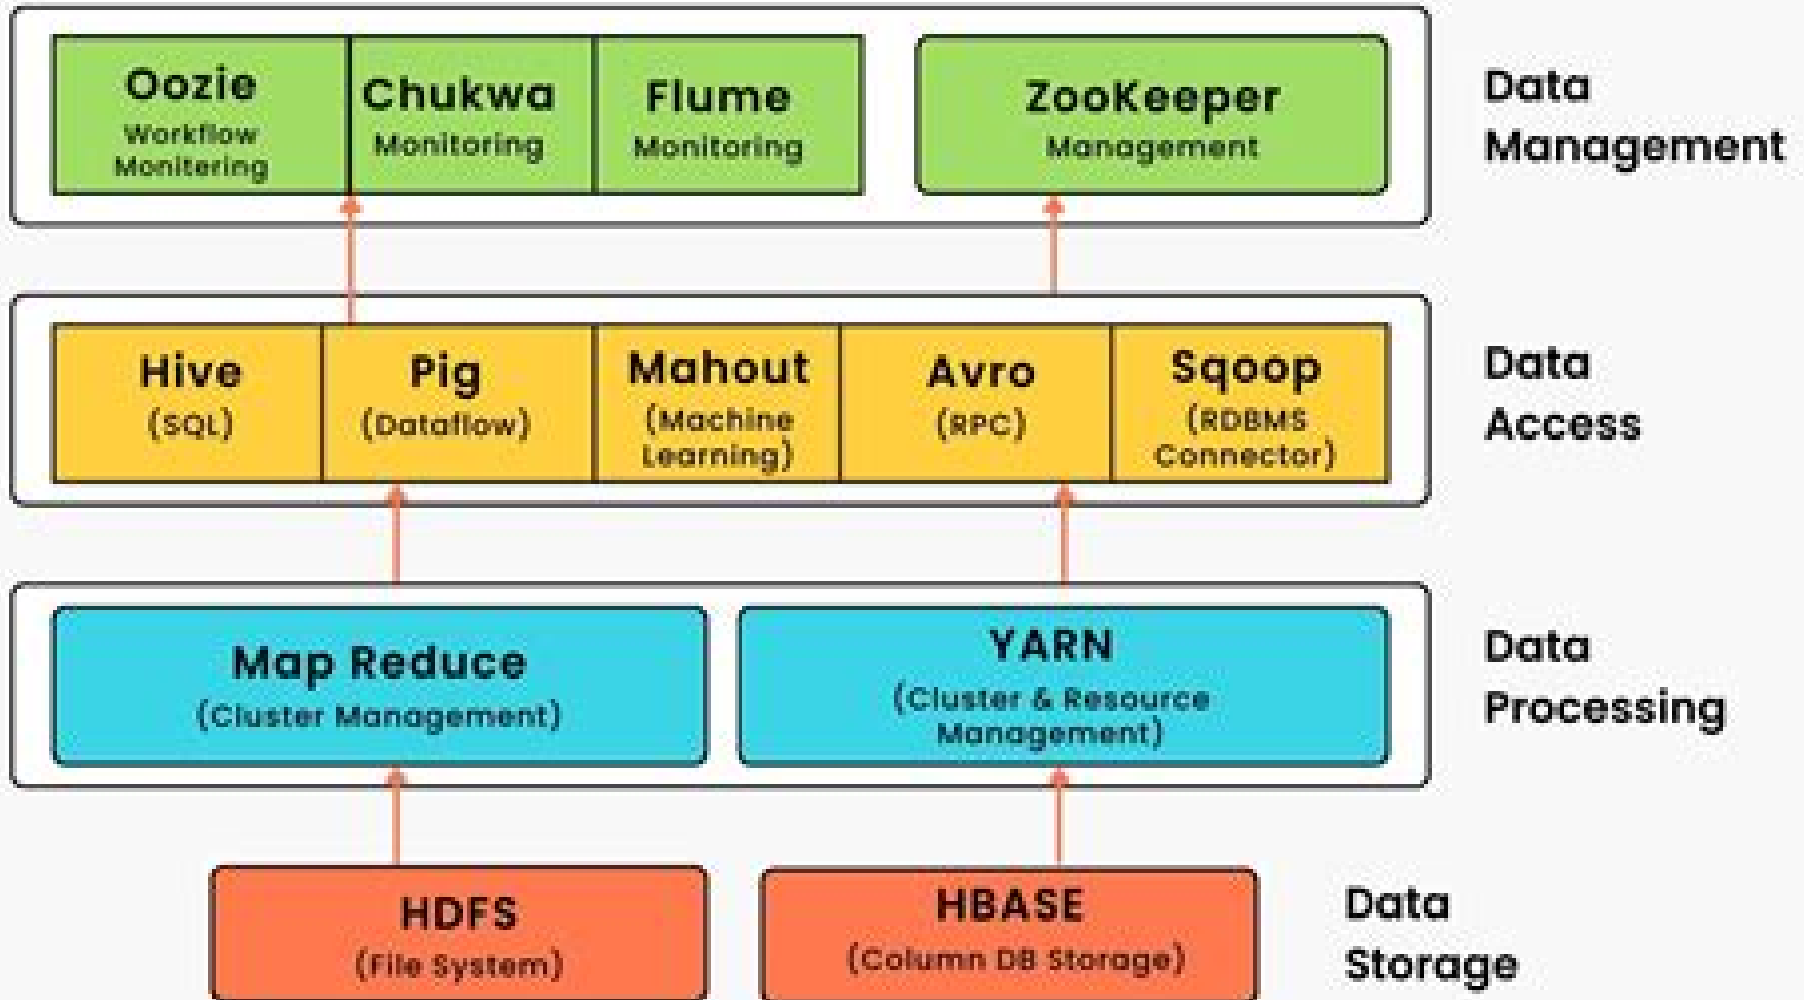 Oozie
Workflow
Monitering
Chukwa
Monitoring
Flume
Monitoring
ZooKeeper
Management
Data
Management
Hive
(SQL)
Pig
(Dataflow)
Mahout
(Machine
Learning)
Avro
(RPC)
Sqoop
(RDBMS
Connector)
Data
Access
Map Reduce
(Cluster Management)
YARN
(Cluster & Resource
Management)
Data
Processing
HDFS
(File System)
HBASE
(Column DB Storage)
Data
Storage